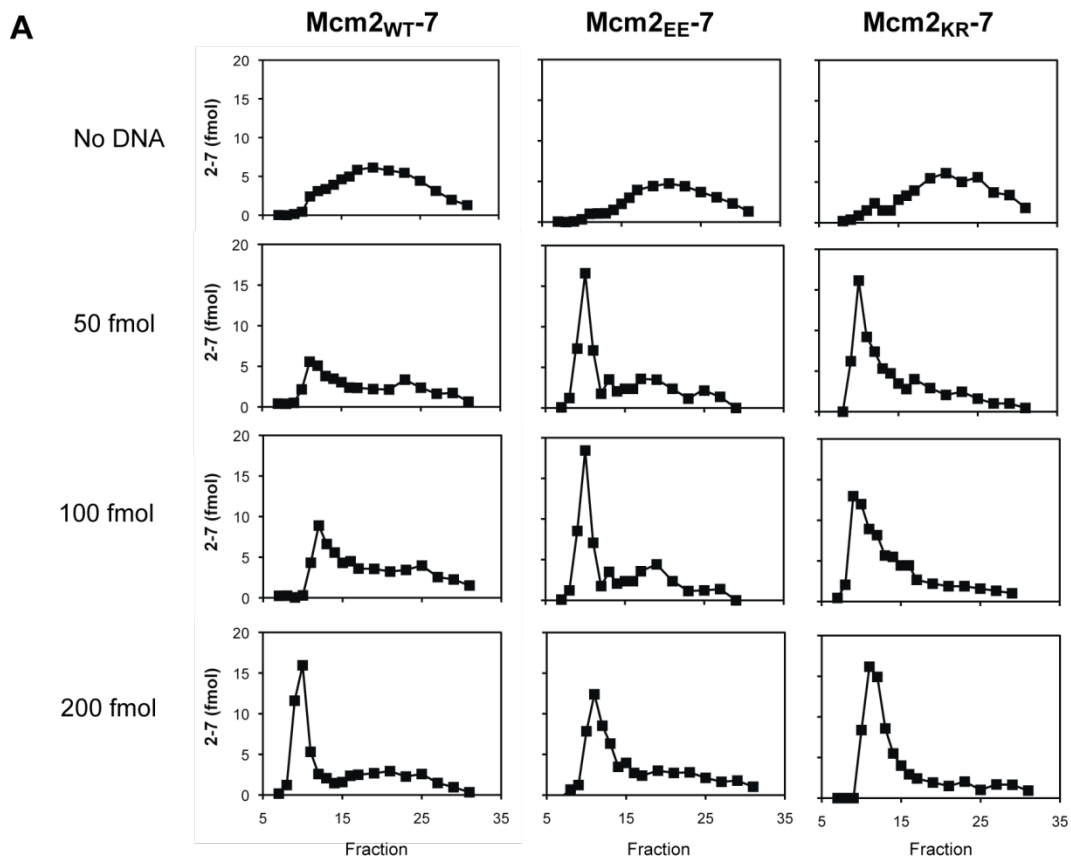 A
Mcm2WT-7 Mcm2EE-7 Mcm2KR-7
No DNA
2-7 (fmol)
20
15
10
5
0
50 fmol
2-7 (fmol)
20
15
10
5
0
100 fmol
2-7 (fmol)
20
15
10
5
0
200 fmol
2-7 (fmol)
20
15
10
5
0
5 15 25 35 5 15 25 35 5 15 25 35
Fraction Fraction Fraction